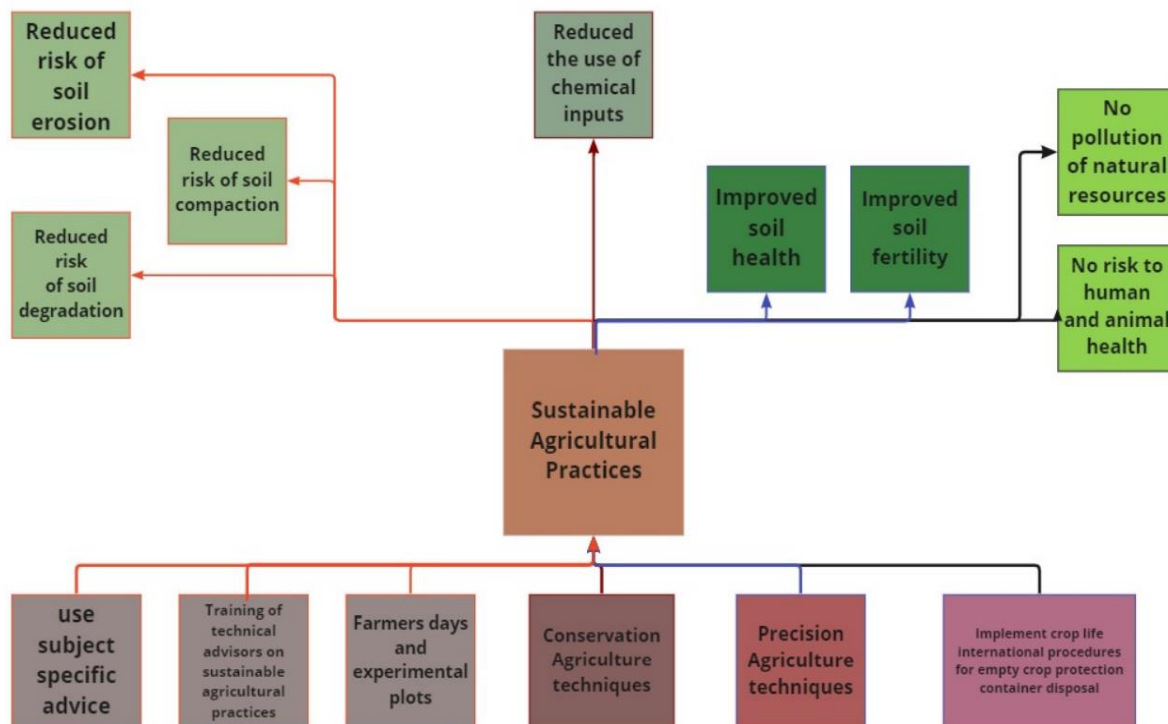 Reduced
risk of
soil
erosion
Reduced
the use of
chemical
inputs
No
pollution
of natural
resources
Reduced
risk of soil
compaction
Improved
soil
health
Improved
soil
fertility
Reduced
risk
of soil
degradation
No risk to
human
and animal
health
Sustainable
Agricultural
Practices
use
subject
specific
advice
Training of
technical
advisors on
sustainable
agricultural
practices
Farmers days
and
experimental
plots
Conservation
Agriculture
techniques
Precision
Agriculture
techniques
Implement crop life
international procedures
for empty crop protection
container disposal